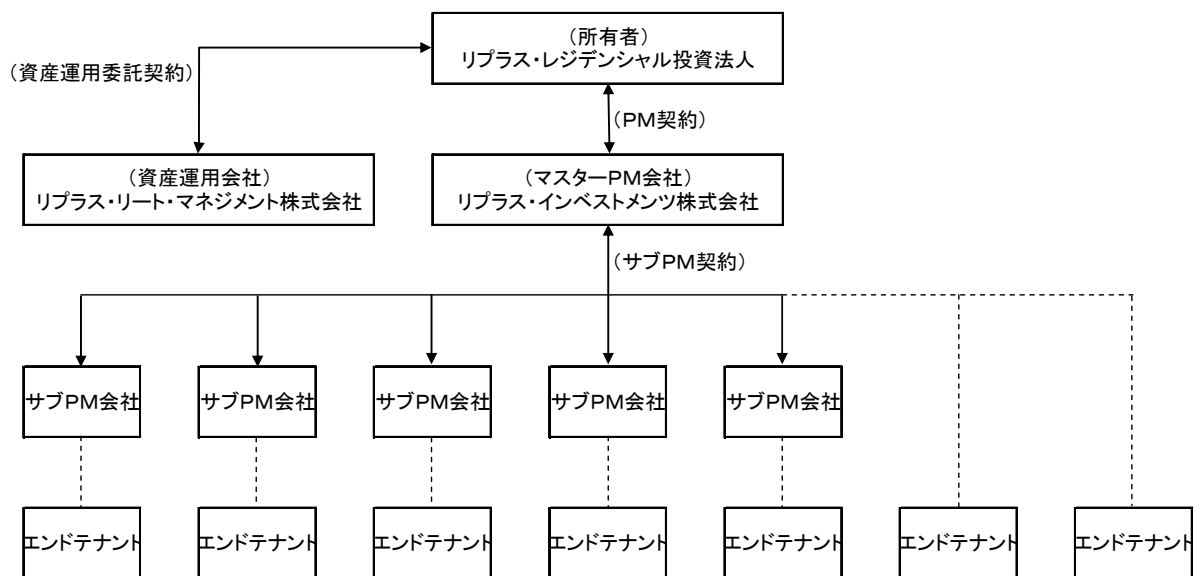 （所有者）
リプラス・レジデンシャル投資法人
（資産運用委託契約）
（PM契約）
（資産運用会社）
リプラス・リート・マネジメント株式会社
（マスターPM会社）
リプラス・インベストメンツ株式会社
（サブPM契約）
サブPM会社
サブPM会社
サブPM会社
サブPM会社
サブPM会社
エンドテナント
エンドテナント
エンドテナント
エンドテナント
エンドテナント
エンドテナント
エンドテナント